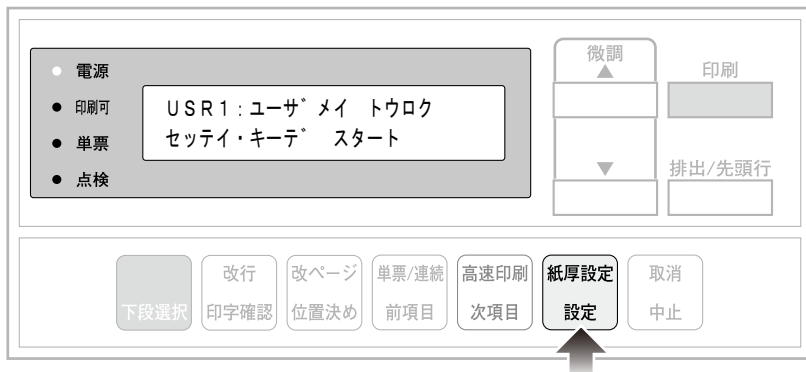 電源
印刷可
単票
点検
USR1:ユーザメイ トウロク
セッテイ・キーデ スタート
微調
▲
▼
印刷
排出/先頭行
下段選択
改行
印字確認
改ページ
位置決め
単票/連続
前項目
高速印刷
次項目
紙厚設定
設定
取消
中止